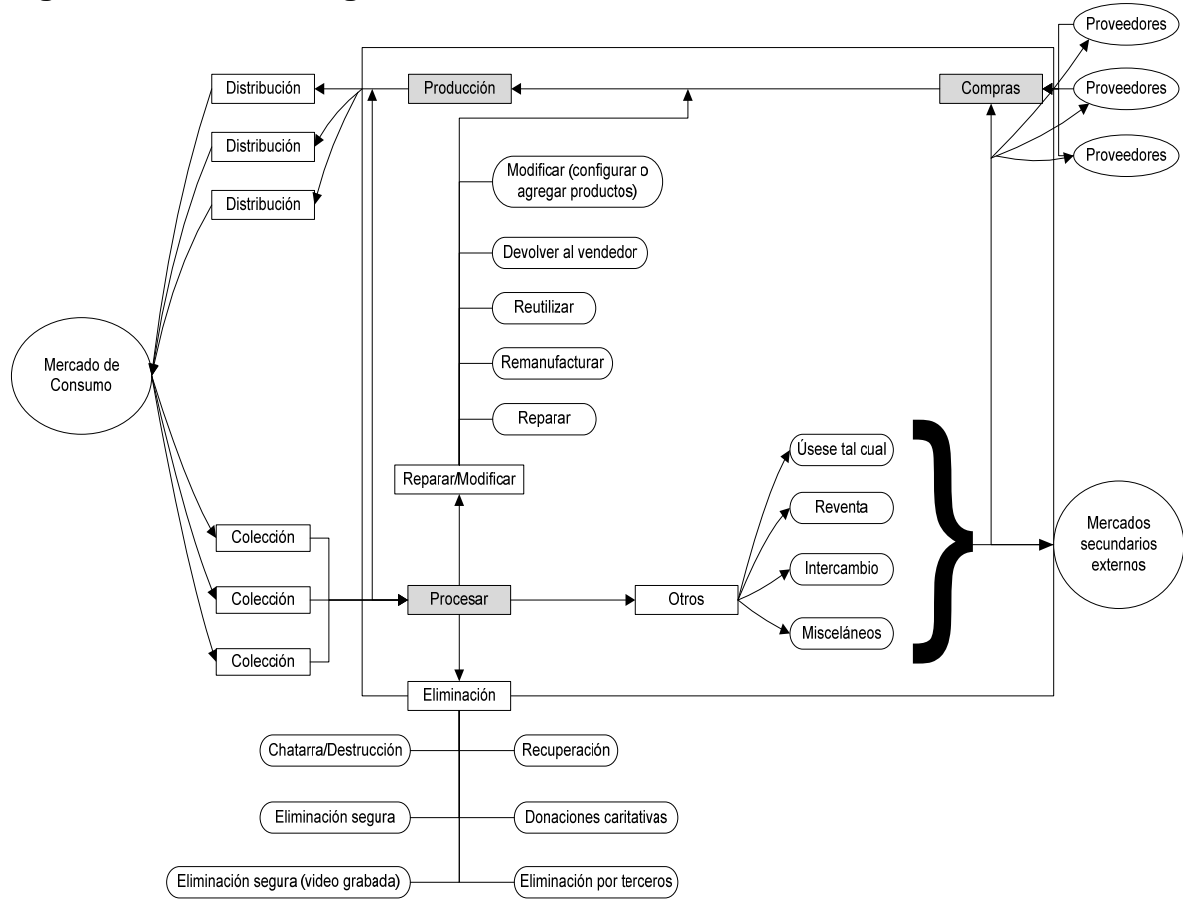 Proveedores
Distribución
Producción
Compras
Proveedores
Distribución
Proveedores
Modificar (configurar o
agregar productos)
Distribución
Devolver al vendedor
Reutilizar
Mercado de
Consumo
Remanufacturar
Reparar
Úsese tal cual
Reparar/Modificar
Reventa
Mercados
secundarios
externos
Colección
Intercambio
Colección
Procesar
Otros
Misceláneos
Colección
Eliminación
Chatarra/Destrucción
Recuperación
Eliminación segura
Donaciones caritativas
Eliminación segura (video grabada)
Eliminación por terceros